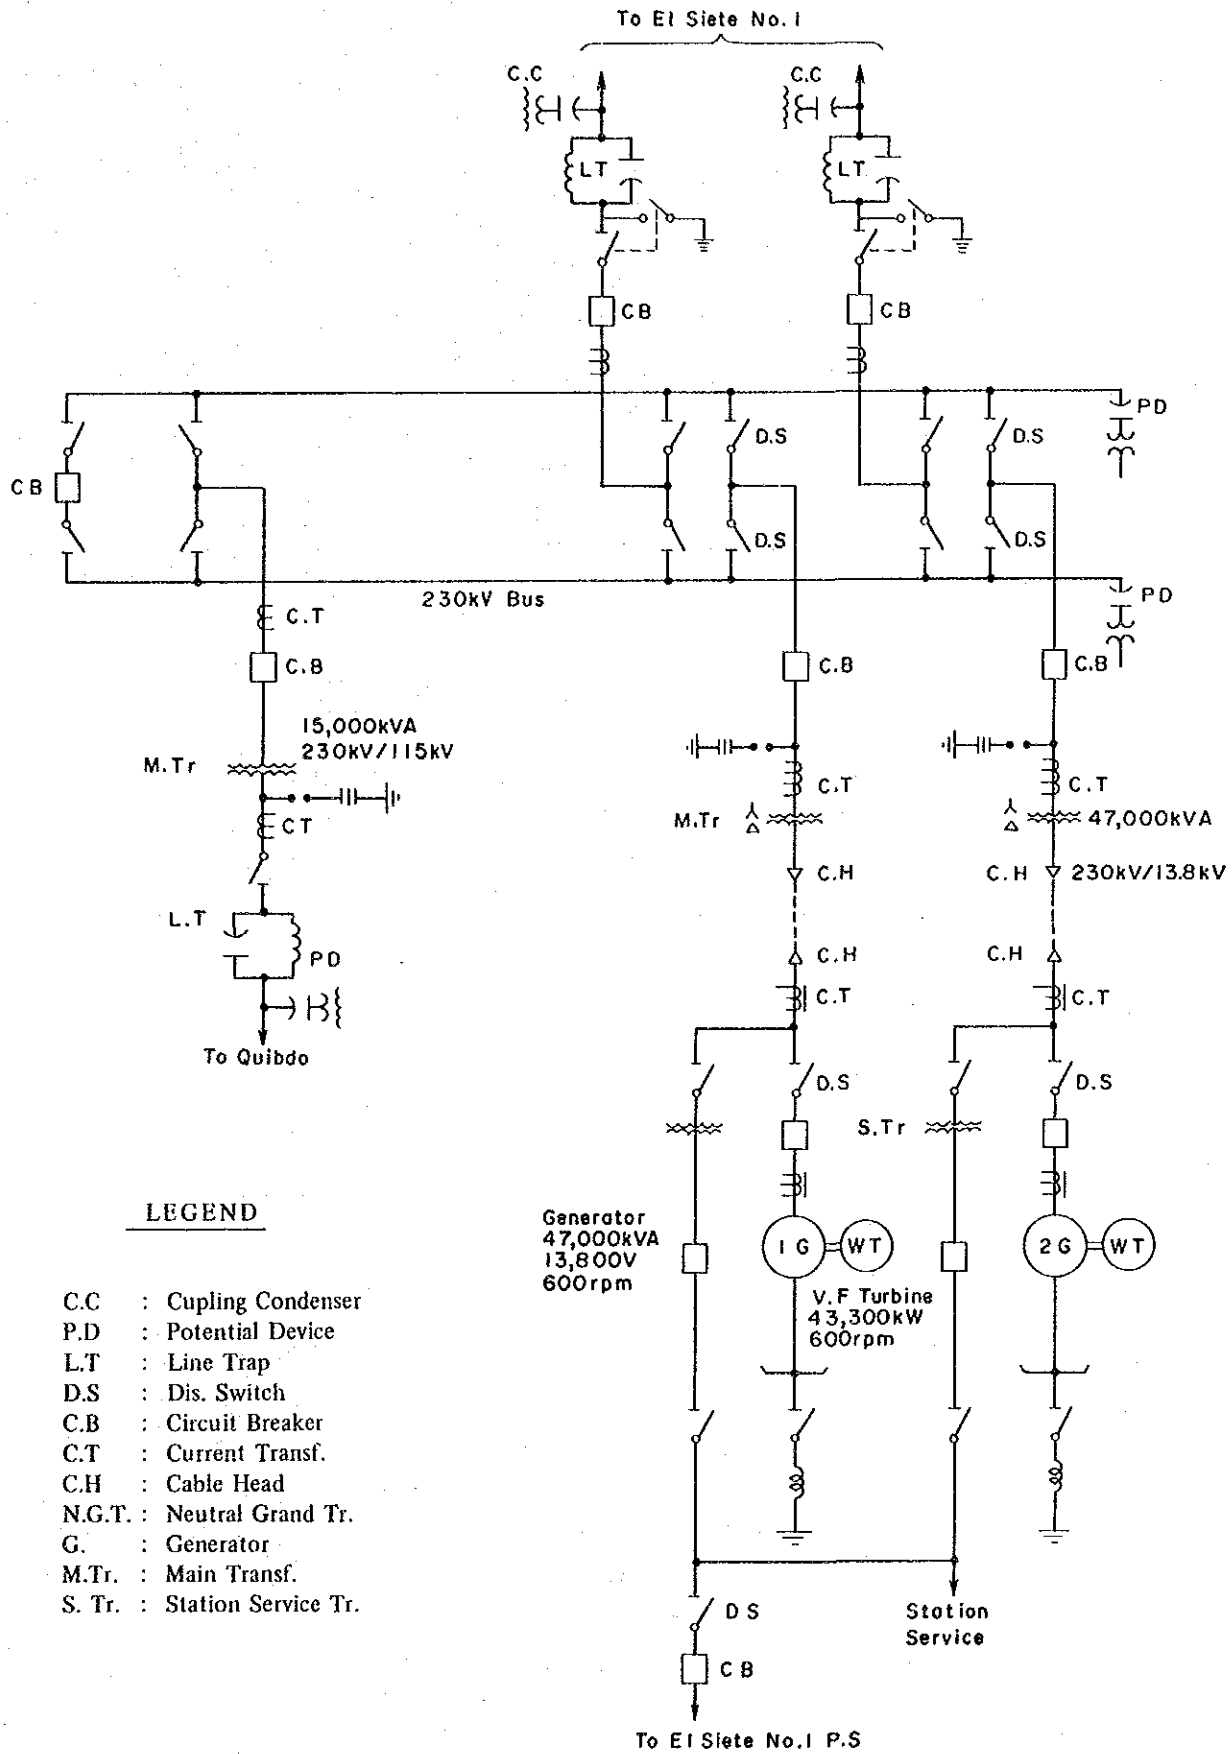 To El Siete No.1
C.C
C.C
LT
LT
CB
CB
PD
D.S
D.S
CB
D.S
D.S
230kV Bus
PD
C.T
C.B
C.B
C.B
15,000kVA
230kV/115kV
M.Tr
C.T
C.T
CT
M.Tr
47,000kVA
C.H
C.H
230kV/13.8kV
L.T
PD
C.H
C.H
C.T
C.T
To Quibdo
D.S
D.S
S.Tr
LEGEND
Generator
47,000kVA
13,800V
600rpm
1G
WT
2G
WT
V.F Turbine
43,300kW
600rpm
C.C : Cupling Condenser
P.D : Potential Device
L.T : Line Trap
D.S : Dis. Switch
C.B : Circuit Breaker
C.T : Current Transf.
C.H : Cable Head
N.G.T. : Neutral Grand Tr.
G. : Generator
M.Tr. : Main Transf.
S. Tr. : Station Service Tr.
DS
Station
Service
CB
To El Siete No.1 P.S